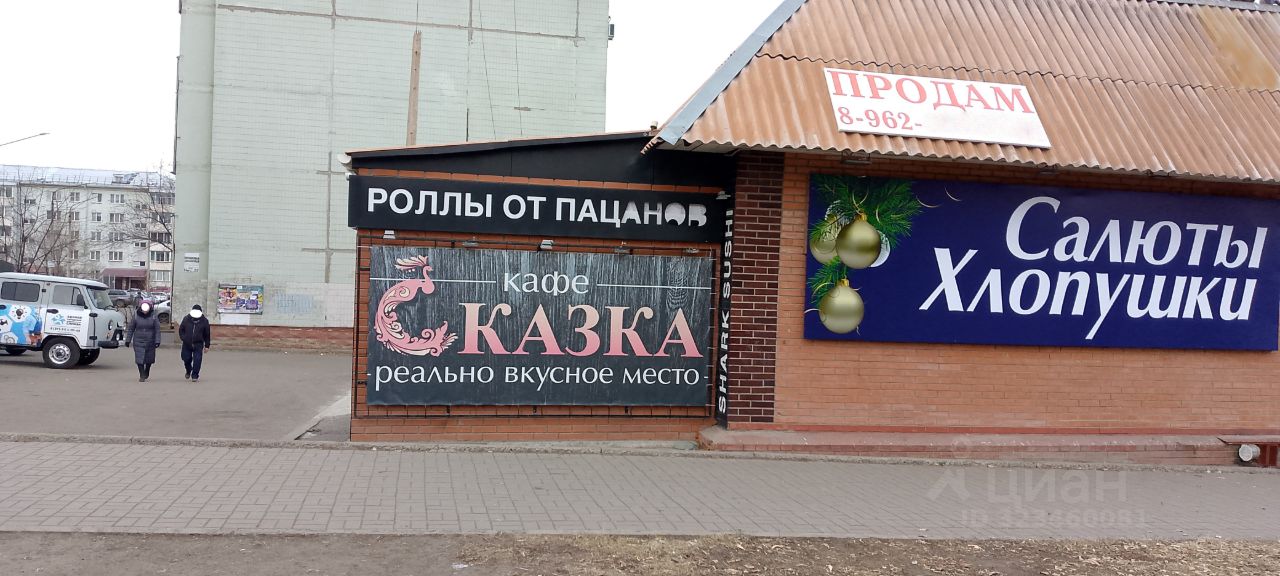 ПРОДАМ
8-962-
РОЛЛЫ ОТ ПАЦАНОВ
кафе
СКАЗКА
реально вкусное место
SHARK SUSHI
Салюты
Хлопушки
циан